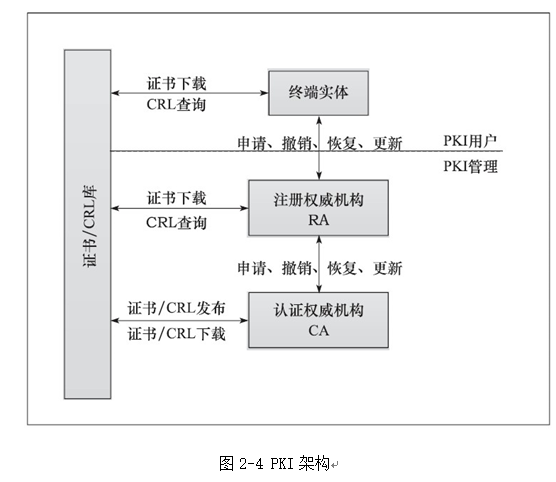 证书下载
终端实体
CRL查询
申请、撤销、恢复、更新
PKI用户
PKI管理
证书/CRL库
证书下载
注册权威机构
RA
CRL查询
申请、撤销、恢复、更新
证书/CRL发布
认证权威机构
CA
证书/CRL下载
图 2-4 PKI 架构